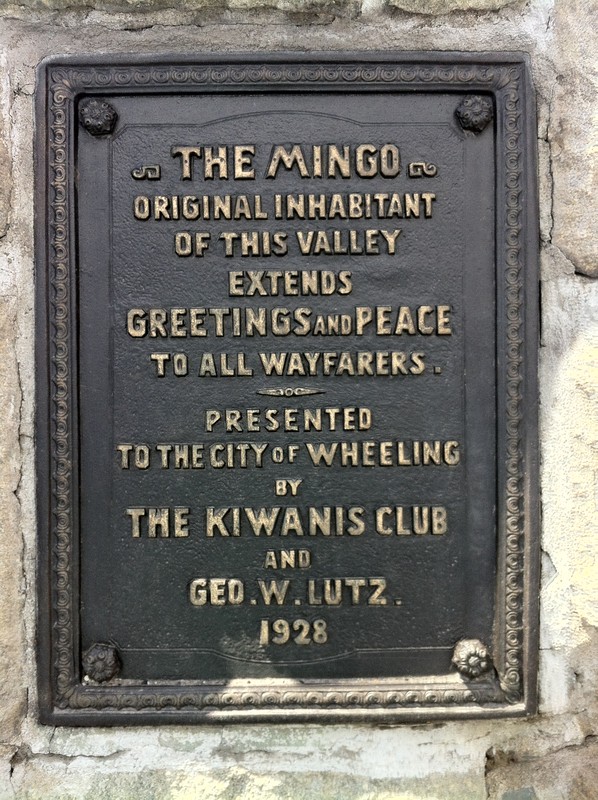 THE MINGO
ORIGINAL INHABITANT
OF THIS VALLEY
EXTENDS
GREETINGS AND PEACE
TO ALL WAYFARERS.
PRESENTED
TO THE CITY OF WHEELING
BY
THE KIWANIS CLUB
AND
GEO. W. LUTZ.
1928